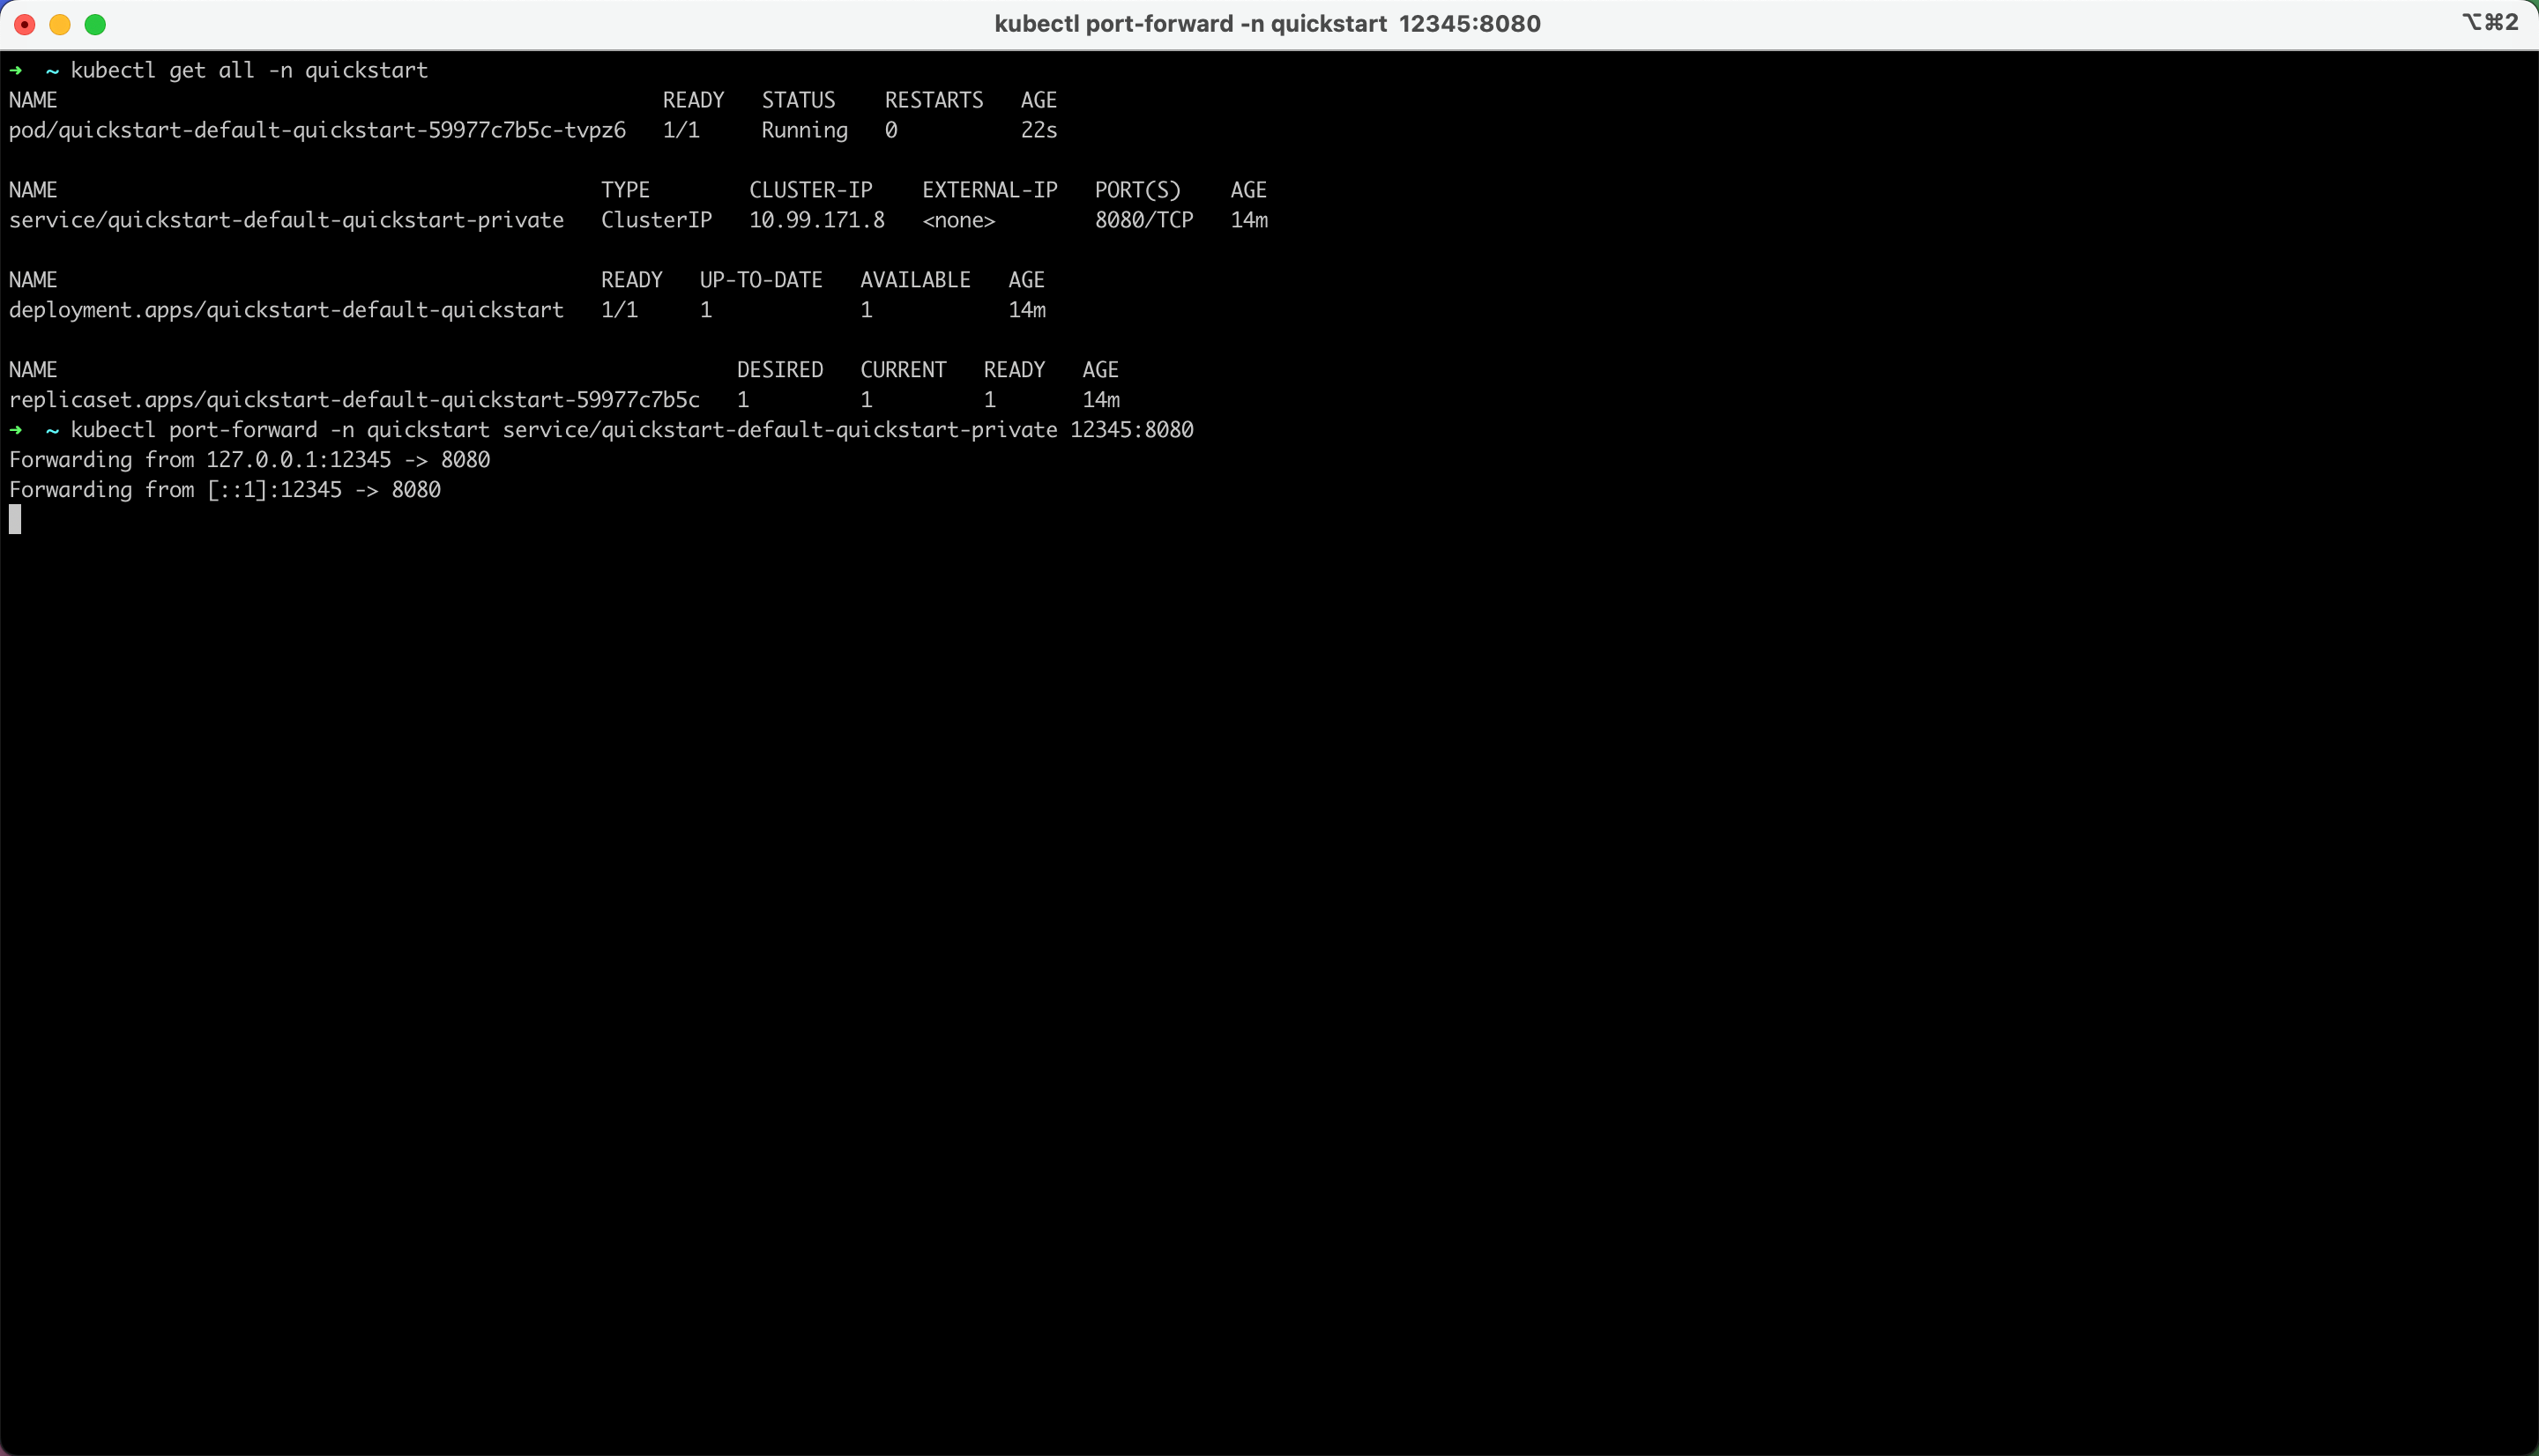 kubectl port-forward -n quickstart 12345:8080
⌥⌘2
➜ ~ kubectl get all -n quickstart
NAME READY STATUS RESTARTS AGE
pod/quickstart-default-quickstart-59977c7b5c-tvpz6 1/1 Running 0 22s
NAME TYPE CLUSTER-IP EXTERNAL-IP PORT(S) AGE
service/quickstart-default-quickstart-private ClusterIP 10.99.171.8 <none> 8080/TCP 14m
NAME READY UP-TO-DATE AVAILABLE AGE
deployment.apps/quickstart-default-quickstart 1/1 1 1 14m
NAME DESIRED CURRENT READY AGE
replicaset.apps/quickstart-default-quickstart-59977c7b5c 1 1 1 14m
➜ ~ kubectl port-forward -n quickstart service/quickstart-default-quickstart-private 12345:8080
Forwarding from 127.0.0.1:12345 -> 8080
Forwarding from [::1]:12345 -> 8080